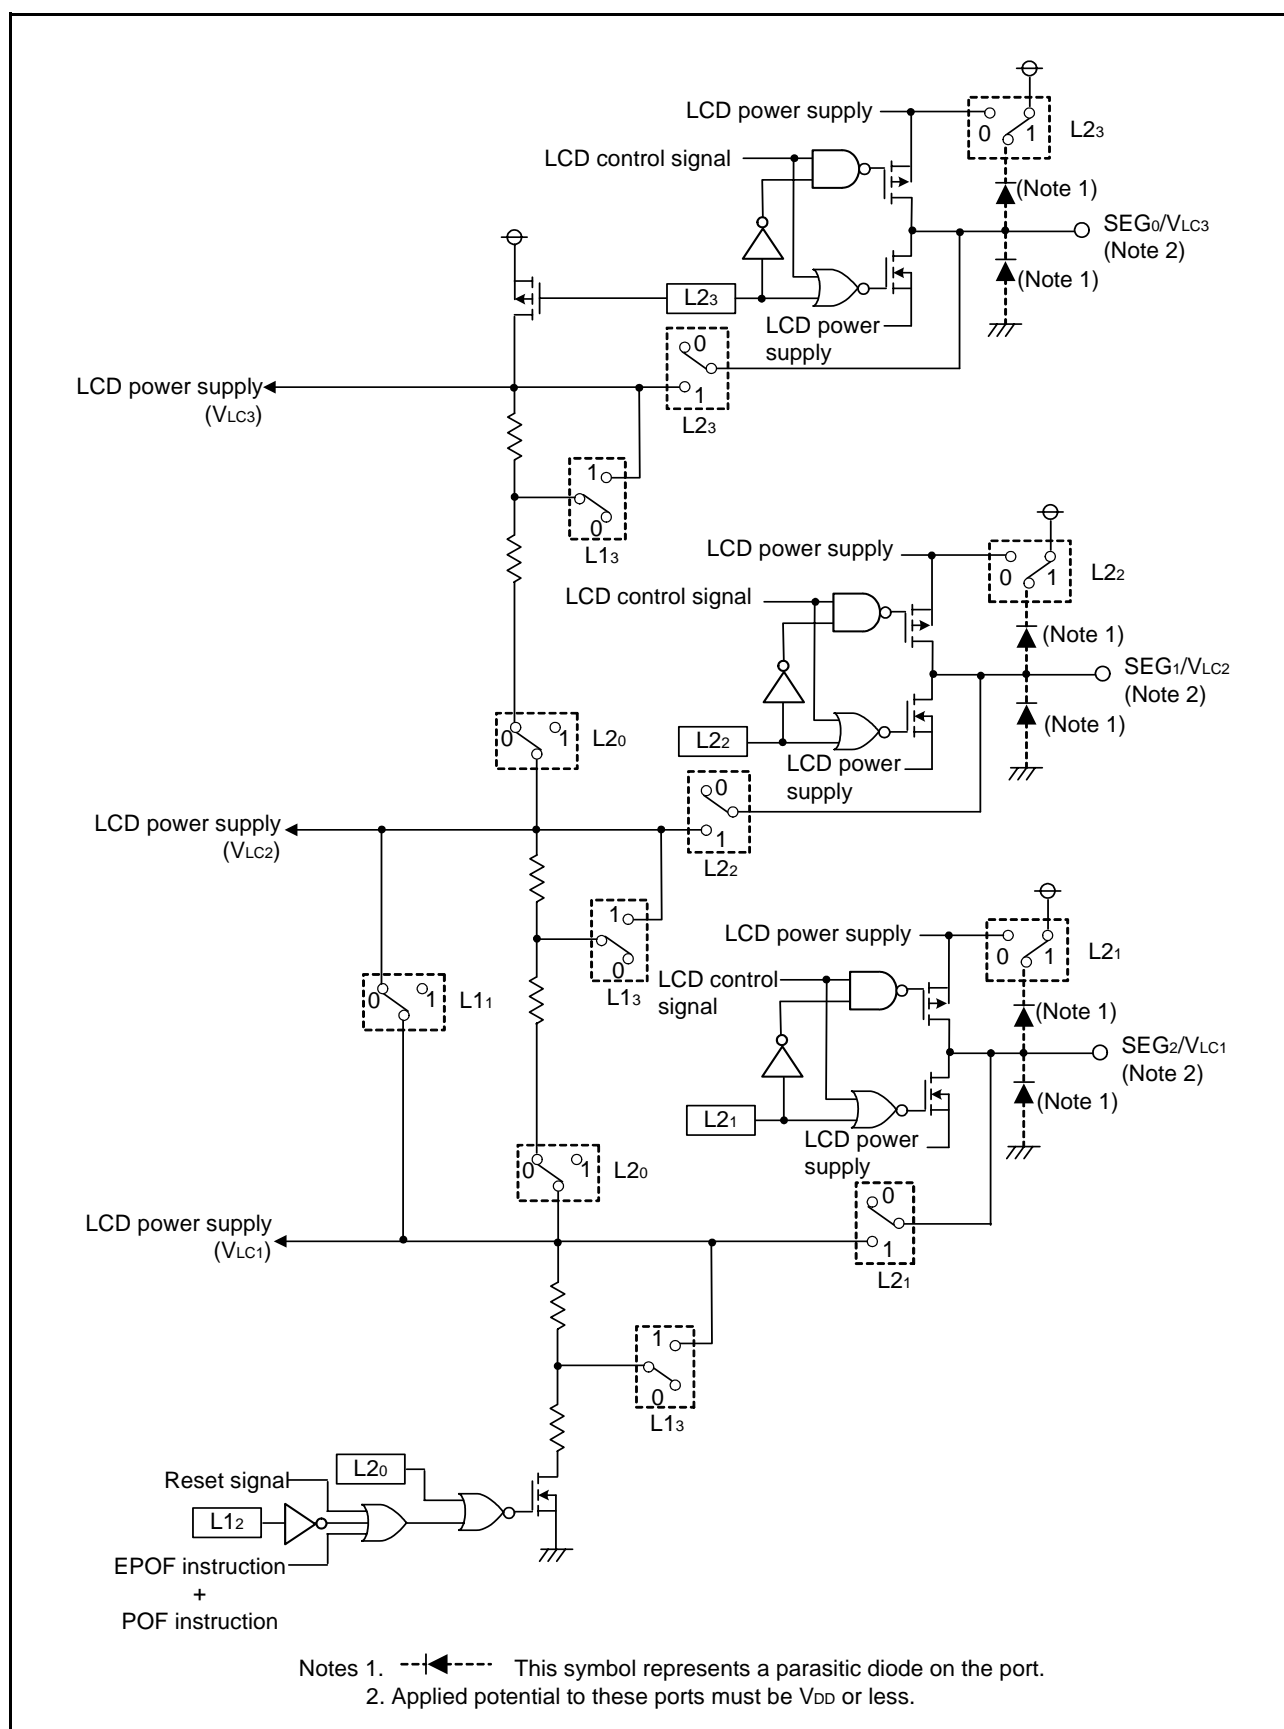 LCD power supply
0 1 L23
LCD control signal
(Note 1)
SEG0/VLC3
(Note 2)
(Note 1)
L23
LCD power
supply
0
1
L23
LCD power supply
(VLC3)
1
0
L13
LCD power supply
0 1 L22
LCD control signal
(Note 1)
SEG1/VLC2
(Note 2)
(Note 1)
L22
LCD power
supply
0 1 L20
0
1
L22
LCD power supply
(VLC2)
1
0
L13
LCD power supply
0 1 L21
LCD control
signal
(Note 1)
0 1 L11
SEG2/VLC1
(Note 2)
(Note 1)
L21
LCD power
supply
0 1 L20
0
1
L21
LCD power supply
(VLC1)
1
0
L13
Reset signal
L20
L12
EPOF instruction
+
POF instruction
Notes 1. This symbol represents a parasitic diode on the port.
2. Applied potential to these ports must be VDD or less.